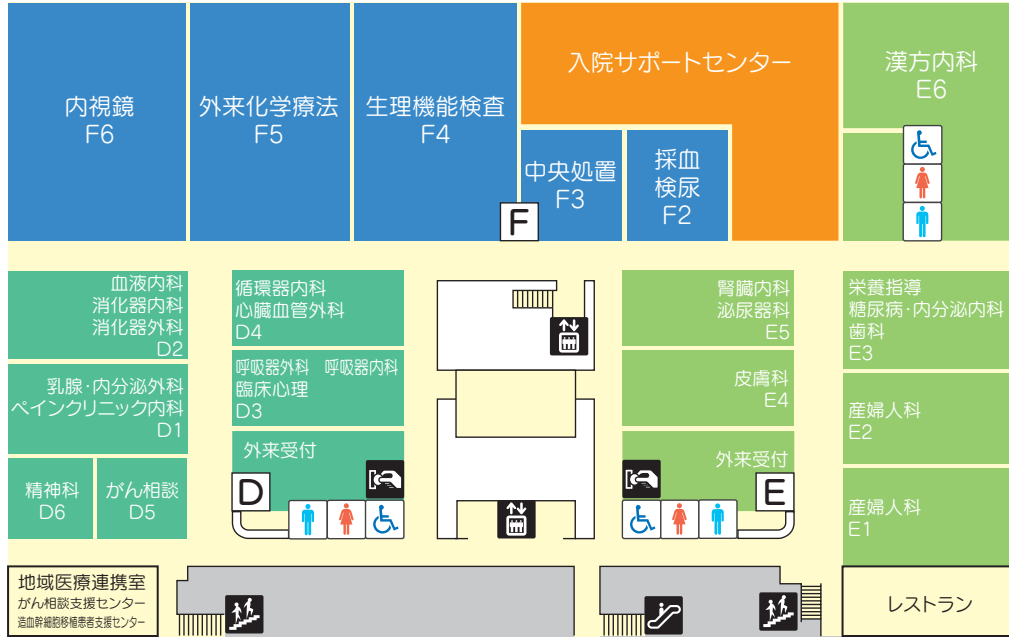 内視鏡
F6
外来化学療法
F5
生理機能検査
F4
入院サポートセンター
漢方内科
E6
中央処置
F3
採血
検尿
F2
F
血液内科
消化器内科
消化器外科
D2
循環器内科
心臓血管外科
D4
腎臓内科
泌尿器科
E5
栄養指導
糖尿病・内分泌内科
歯科
E3
乳腺・内分泌外科
ペインクリニック内科
D1
呼吸器外科 呼吸器内科
臨床心理
D3
皮膚科
E4
産婦人科
E2
精神科
D6
がん相談
D5
外来受付
D
外来受付
E
産婦人科
E1
地域医療連携室
がん相談支援センター
造血幹細胞移植患者支援センター
レストラン